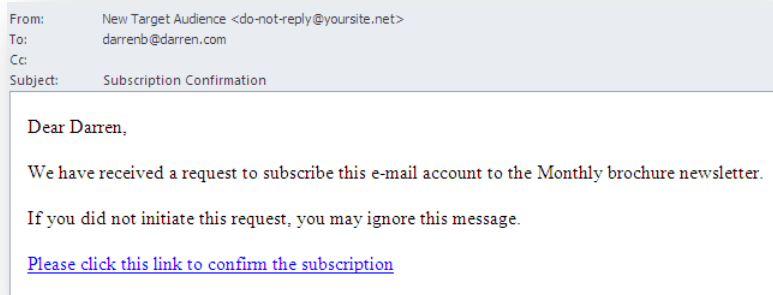 From: New Target Audience <do-not-reply@yoursite.net>
To: darrenb@darren.com
Cc:
Subject: Subscription Confirmation
Dear Darren,
We have received a request to subscribe this e-mail account to the Monthly brochure newsletter.
If you did not initiate this request, you may ignore this message.
Please click this link to confirm the subscription